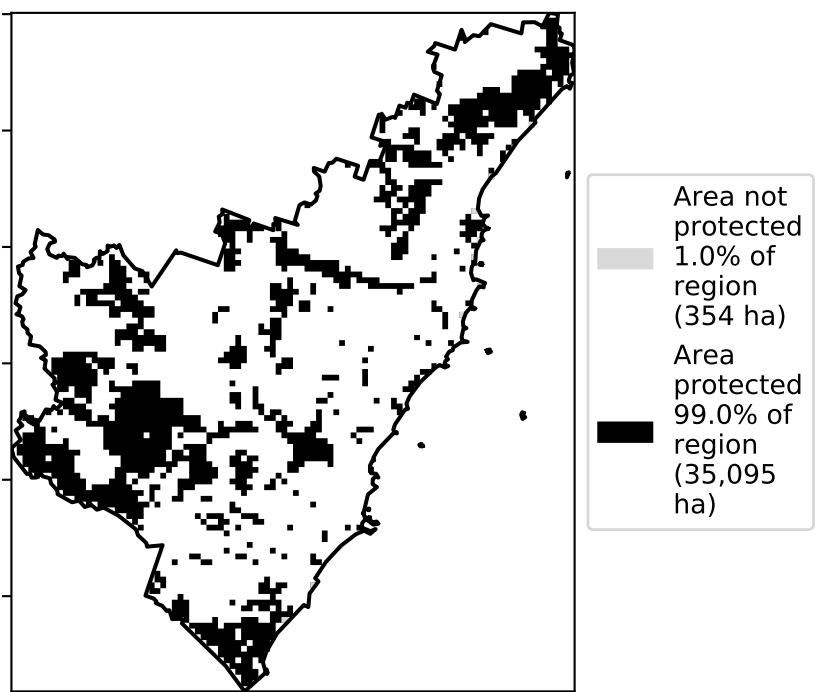 Area not
protected
1.0% of
region
(354 ha)
Area
protected
99.0% of
region
(35,095
ha)